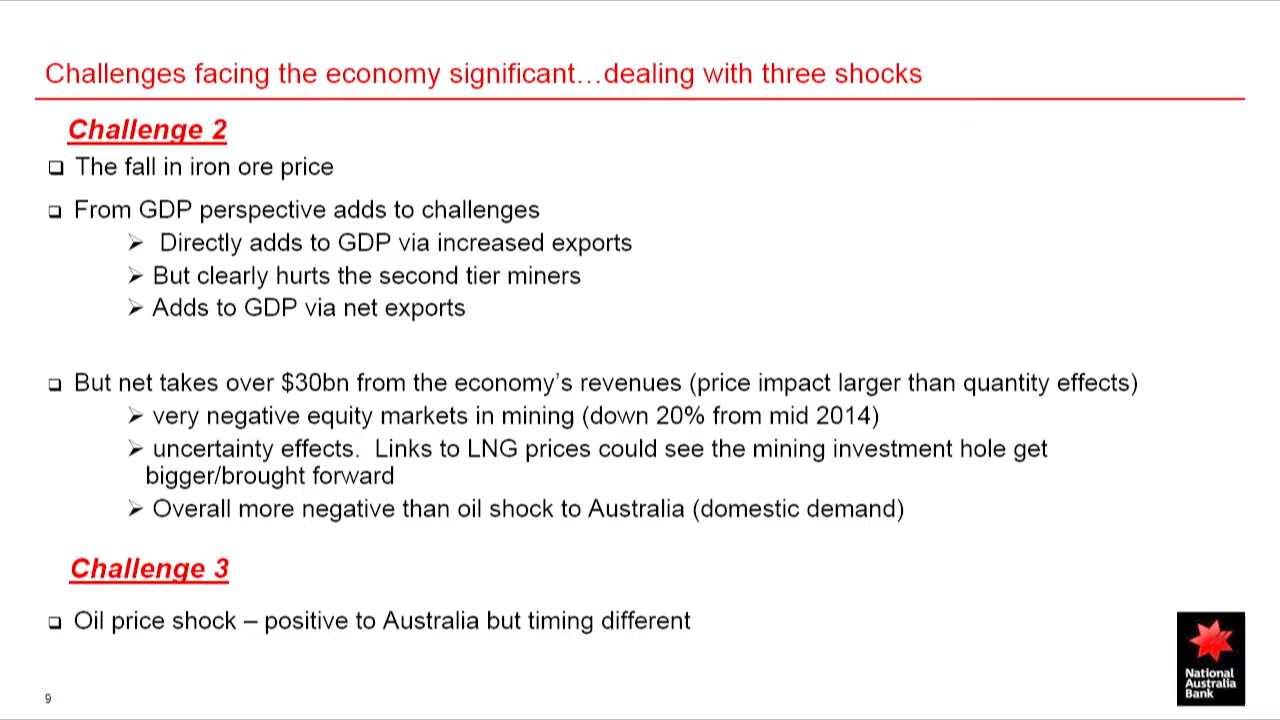 Challenges facing the economy significant…dealing with three shocks
Challenge 2
The fall in iron ore price
From GDP perspective adds to challenges
Directly adds to GDP via increased exports
But clearly hurts the second tier miners
Adds to GDP via net exports
But net takes over $30bn from the economy’s revenues (price impact larger than quantity effects)
very negative equity markets in mining (down 20% from mid 2014)
uncertainty effects.  Links to LNG prices could see the mining investment hole get
bigger/brought forward
Overall more negative than oil shock to Australia (domestic demand)
Challenge 3
Oil price shock – positive to Australia but timing different
National
Australia
Bank
9